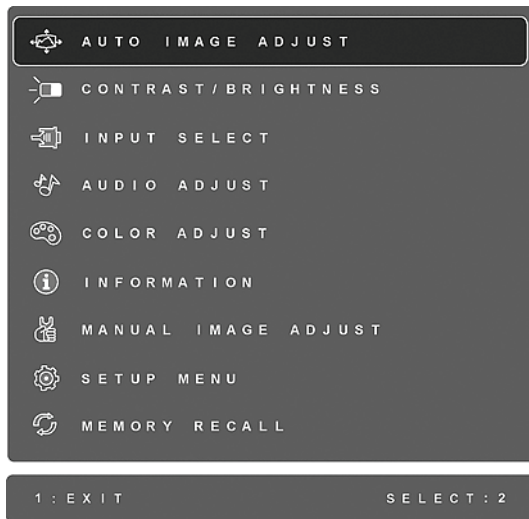 AUTO IMAGE ADJUST
CONTRAST/BRIGHTNESS
INPUT SELECT
AUDIO ADJUST
COLOR ADJUST
INFORMATION
MANUAL IMAGE ADJUST
SETUP MENU
MEMORY RECALL
1:EXIT SELECT:2